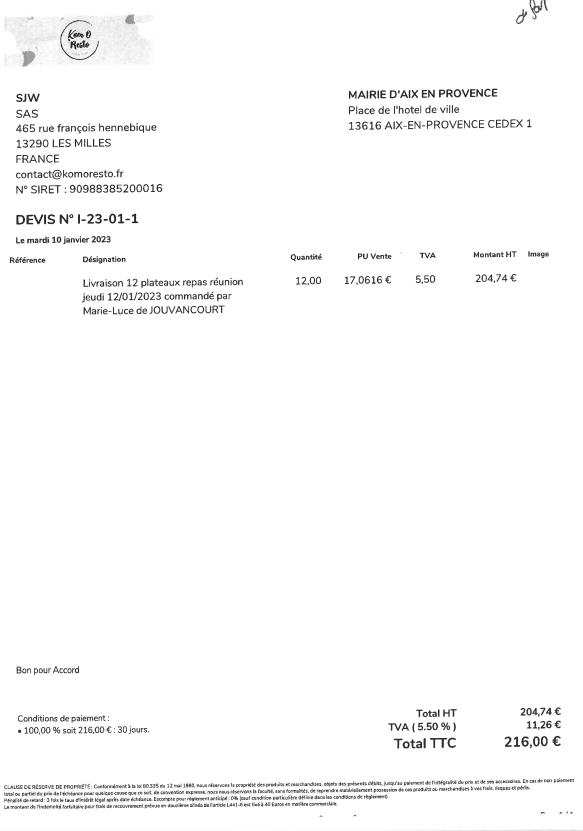 Kom O
Resto
SJW
SAS
465 rue françois hennebique
13290 LES MILLES
FRANCE
contact@komoresto.fr
N° SIRET : 90988385200016
MAIRIE D'AIX EN PROVENCE
Place de l'hotel de ville
13616 AIX-EN-PROVENCE CEDEX 1
DEVIS N° I-23-01-1
Le mardi 10 janvier 2023
Référence Désignation Quantité PU Vente TVA Montant HT Image
Livraison 12 plateaux repas réunion 12,00 17,0616 € 5,50 204,74 €
jeudi 12/01/2023 commandé par
Marie-Luce de JOUVANCOURT
Bon pour Accord
Conditions de paiement :
• 100,00 % soit 216,00 € : 30 jours.
Total HT 204,74 €
TVA ( 5.50 % ) 11,26 €
Total TTC 216,00 €
CLAUSE DE RÉSERVE DE PROPRIÉTÉ: Conformément à la loi 80.335 du 12 mai 1980, nous réservons la propriété des produits et marchandises, objets des présents débits, jusqu'au paiement de l'intégralité du prix et de ses accessoires. En cas de non paiement
total ou partiel du prix de l'échéance pour quelque cause que ce soit, de convention expresse, nous nous réservons la faculté, sans formalités, de reprendre matériellement possession de ces produits ou marchandises à vos frais, risques et périls.
Pénalité de retard : 3 fois le taux d'intérêt légal après date échéance. Escompte pour règlement anticipé : 0% (sauf condition particulière définie dans les conditions de règlement)
Le montant de l'indemnité forfaitaire pour frais de recouvrement prévue en douzième alinéa de l'article L441-6 est fixé à 40 Euros en matière commerciale.